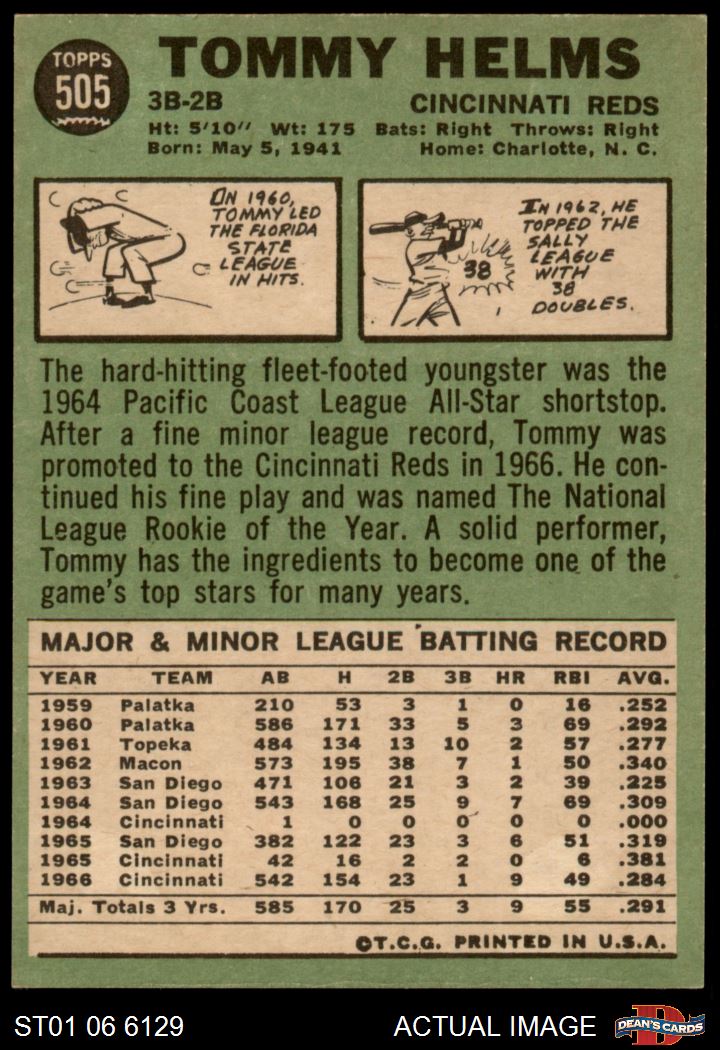 TOPPS
505
TOMMY HELMS
3B-2B CINCINNATI REDS
Ht: 5'10" Wt: 175 Bats: Right Throws: Right
Born: May 5, 1941 Home: Charlotte, N. C.
ON 1960,
TOMMY LED
THE FLORIDA
STATE
LEAGUE
IN HITS.
IN 1962, HE
TOPPED THE
SALLY
LEAGUE
WITH
38
DOUBLES.
38
The hard-hitting fleet-footed youngster was the
1964 Pacific Coast League All-Star shortstop.
After a fine minor league record, Tommy was
promoted to the Cincinnati Reds in 1966. He con-
tinued his fine play and was named The National
League Rookie of the Year. A solid performer,
Tommy has the ingredients to become one of the
game's top stars for many years.
MAJOR & MINOR LEAGUE BATTING RECORD
YEAR TEAM AB H 2B 3B HR RBI AVG.
1959 Palatka 210 53 3 1 0 16 .252
1960 Palatka 586 171 33 5 3 69 .292
1961 Topeka 484 134 13 10 2 57 .277
1962 Macon 573 195 38 7 1 50 .340
1963 San Diego 471 106 21 3 2 39 .225
1964 San Diego 543 168 25 9 7 69 .309
1964 Cincinnati 1 0 0 0 0 0 .000
1965 San Diego 382 122 23 3 6 51 .319
1965 Cincinnati 42 16 2 2 0 6 .381
1966 Cincinnati 542 154 23 1 9 49 .284
Maj. Totals 3 Yrs. 585 170 25 3 9 55 .291
©T.C.G. PRINTED IN U.S.A.
ST01 06 6129 ACTUAL IMAGE
D
DEAN'S CARDS